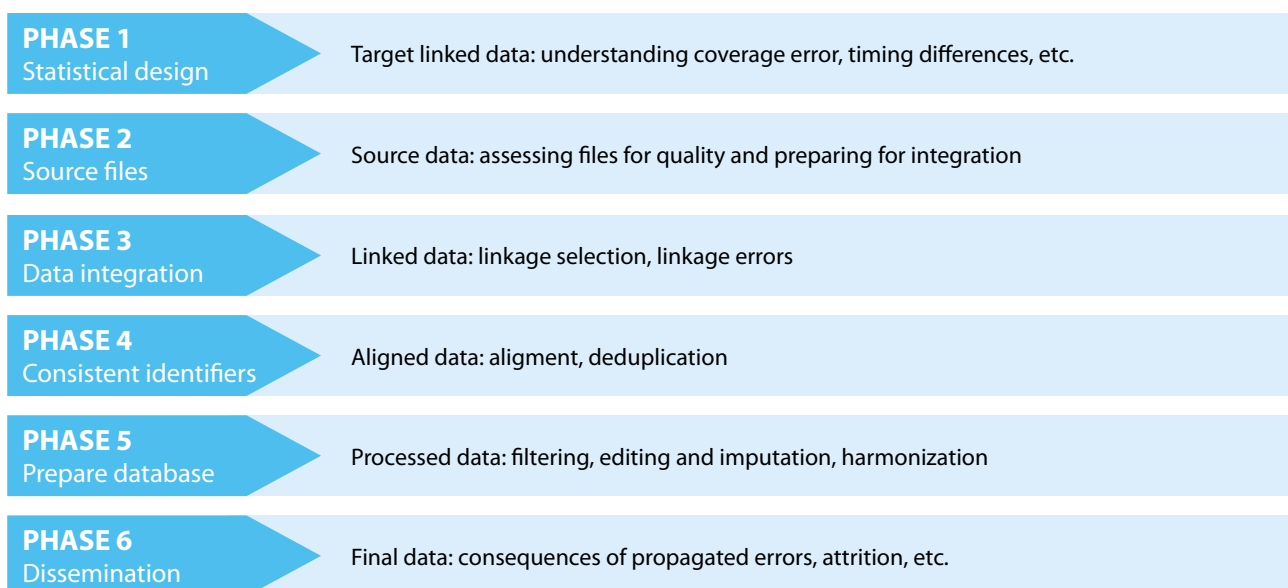 PHASE 1
Statistical design
Target linked data: understanding coverage error, timing differences, etc.
PHASE 2
Source files
Source data: assessing files for quality and preparing for integration
PHASE 3
Data integration
Linked data: linkage selection, linkage errors
PHASE 4
Consistent identifiers
Aligned data: aligment, deduplication
PHASE 5
Prepare database
Processed data: filtering, editing and imputation, harmonization
PHASE 6
Dissemination
Final data: consequences of propagated errors, attrition, etc.